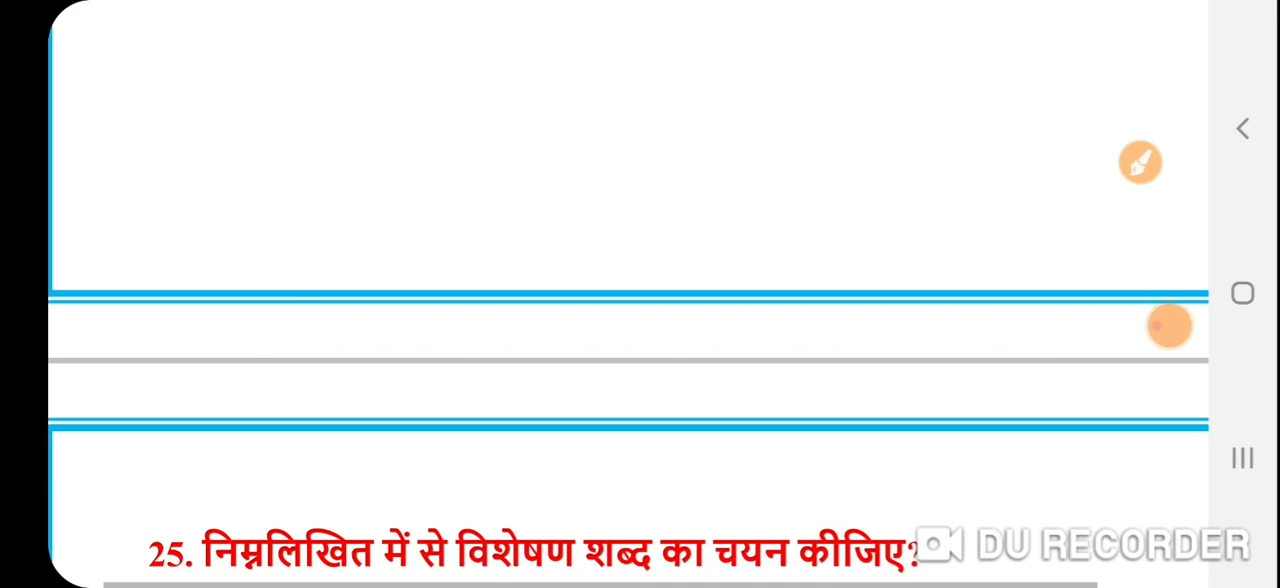 25. निम्नलिखित में से विशेषण शब्द का चयन कीजिए?
DU RECORDER